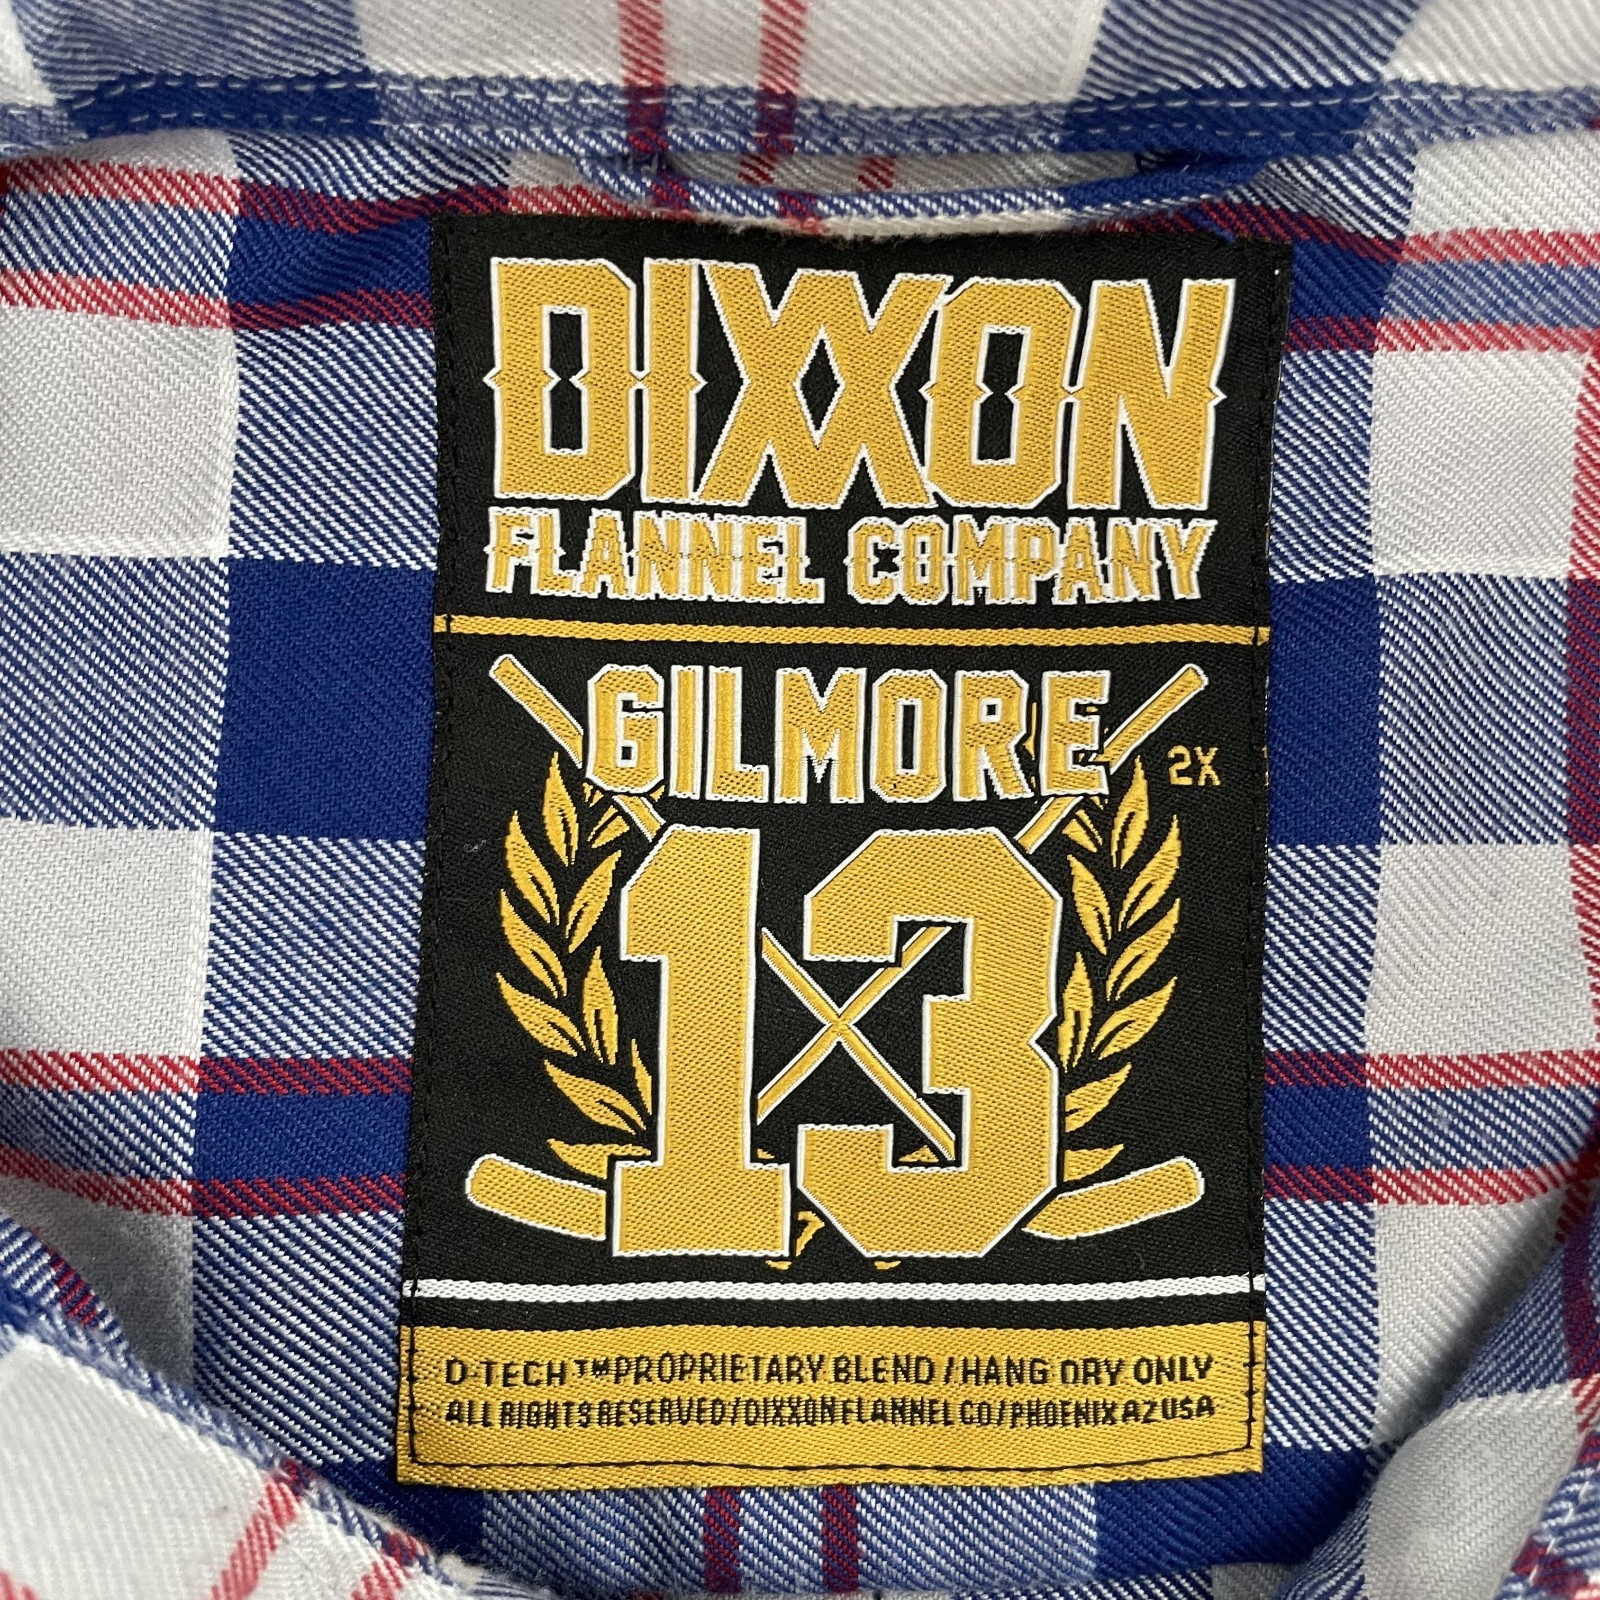 DIXXON
FLANNEL COMPANY
GILMORE
2X
13
D-TECH™ PROPRIETARY BLEND / HANG DRY ONLY
ALL RIGHTS RESERVED / DIXXON FLANNEL CO / PHOENIX AZ USA